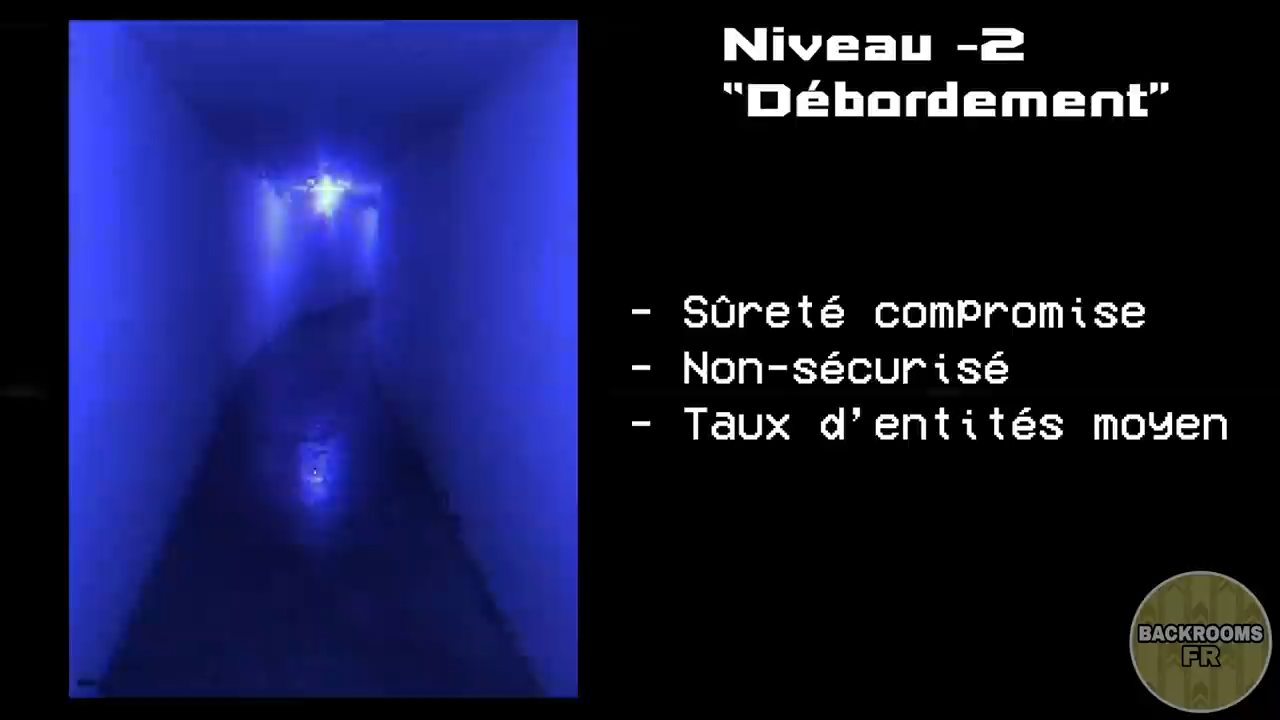 Niveau -2
“Débordement”
- Sûreté compromise
- Non-sécurisé
- Taux d'entités moyen
BACKROOMS
FR